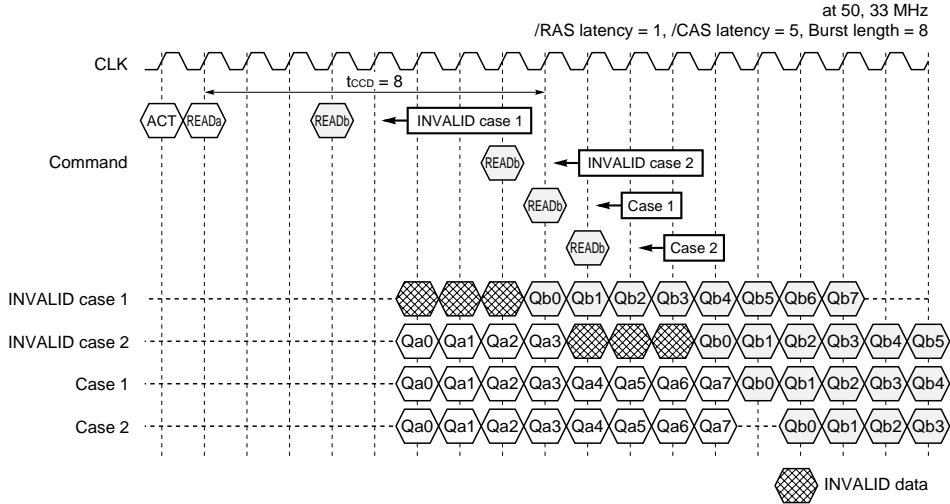 at 50, 33 MHz
/RAS latency = 1, /CAS latency = 5, Burst length = 8
CLK
tCCD = 8
ACT READa READb INVALID case 1
Command READb INVALID case 2
READb Case 1
READb Case 2
INVALID case 1 Qb0 Qb1 Qb2 Qb3 Qb4 Qb5 Qb6 Qb7
INVALID case 2 Qa0 Qa1 Qa2 Qa3 Qb0 Qb1 Qb2 Qb3 Qb4 Qb5
Case 1 Qa0 Qa1 Qa2 Qa3 Qa4 Qa5 Qa6 Qa7 Qb0 Qb1 Qb2 Qb3 Qb4
Case 2 Qa0 Qa1 Qa2 Qa3 Qa4 Qa5 Qa6 Qa7 Qb0 Qb1 Qb2 Qb3
INVALID data